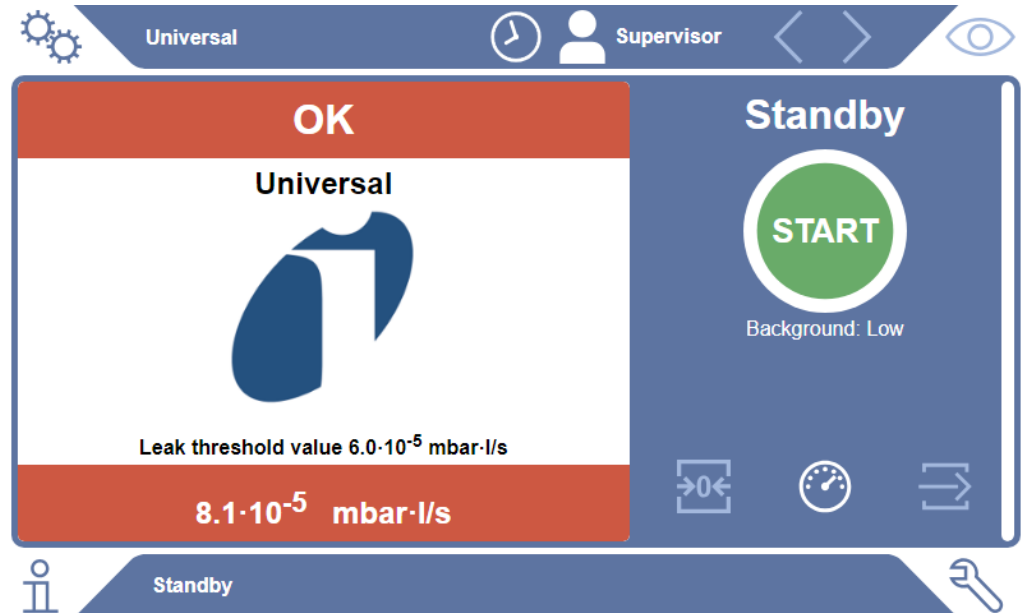 Universal
Supervisor
OK
Universal
Leak threshold value 6.0·10⁻⁵ mbar·l/s
8.1·10⁻⁵ mbar·l/s
Standby
START
Background: Low
→0←
Standby